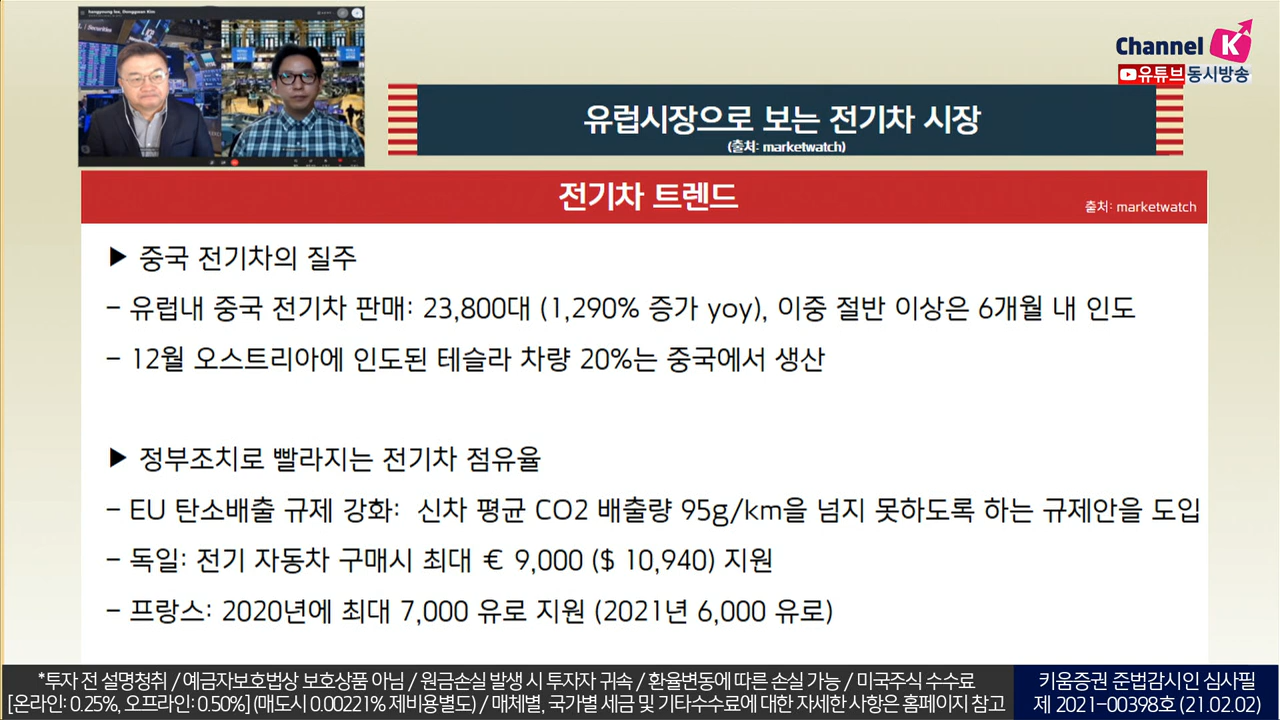 hangyoung lee, Donggwan Kim
Securities
Channel K
유튜브 동시방송
유럽시장으로 보는 전기차 시장
(출처: marketwatch)
전기차 트렌드
출처: marketwatch
▶ 중국 전기차의 질주
– 유럽내 중국 전기차 판매: 23,800대 (1,290% 증가 yoy), 이중 절반 이상은 6개월 내 인도
– 12월 오스트리아에 인도된 테슬라 차량 20%는 중국에서 생산
▶ 정부조치로 빨라지는 전기차 점유율
– EU 탄소배출 규제 강화: 신차 평균 CO2 배출량 95g/km을 넘지 못하도록 하는 규제안을 도입
– 독일: 전기 자동차 구매시 최대 € 9,000 ($ 10,940) 지원
– 프랑스: 2020년에 최대 7,000 유로 지원 (2021년 6,000 유로)
*투자 전 설명청취 / 예금자보호법상 보호상품 아님 / 원금손실 발생 시 투자자 귀속 / 환율변동에 따른 손실 가능 / 미국주식 수수료
[온라인: 0.25%, 오프라인: 0.50%] (매도시 0.00221% 제비용별도) / 매체별, 국가별 세금 및 기타수수료에 대한 자세한 사항은 홈페이지 참고
키움증권 준법감시인 심사필
제 2021-00398호 (21.02.02)